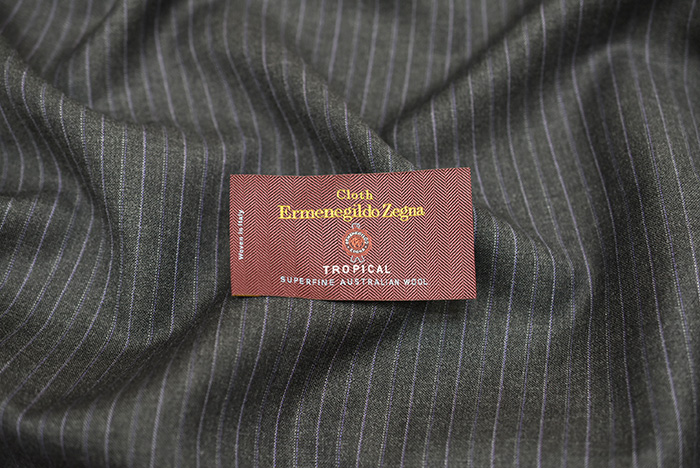 Cloth
Ermenegildo Zegna
TROPICAL
SUPERFINE AUSTRALIAN WOOL
Woven in Italy